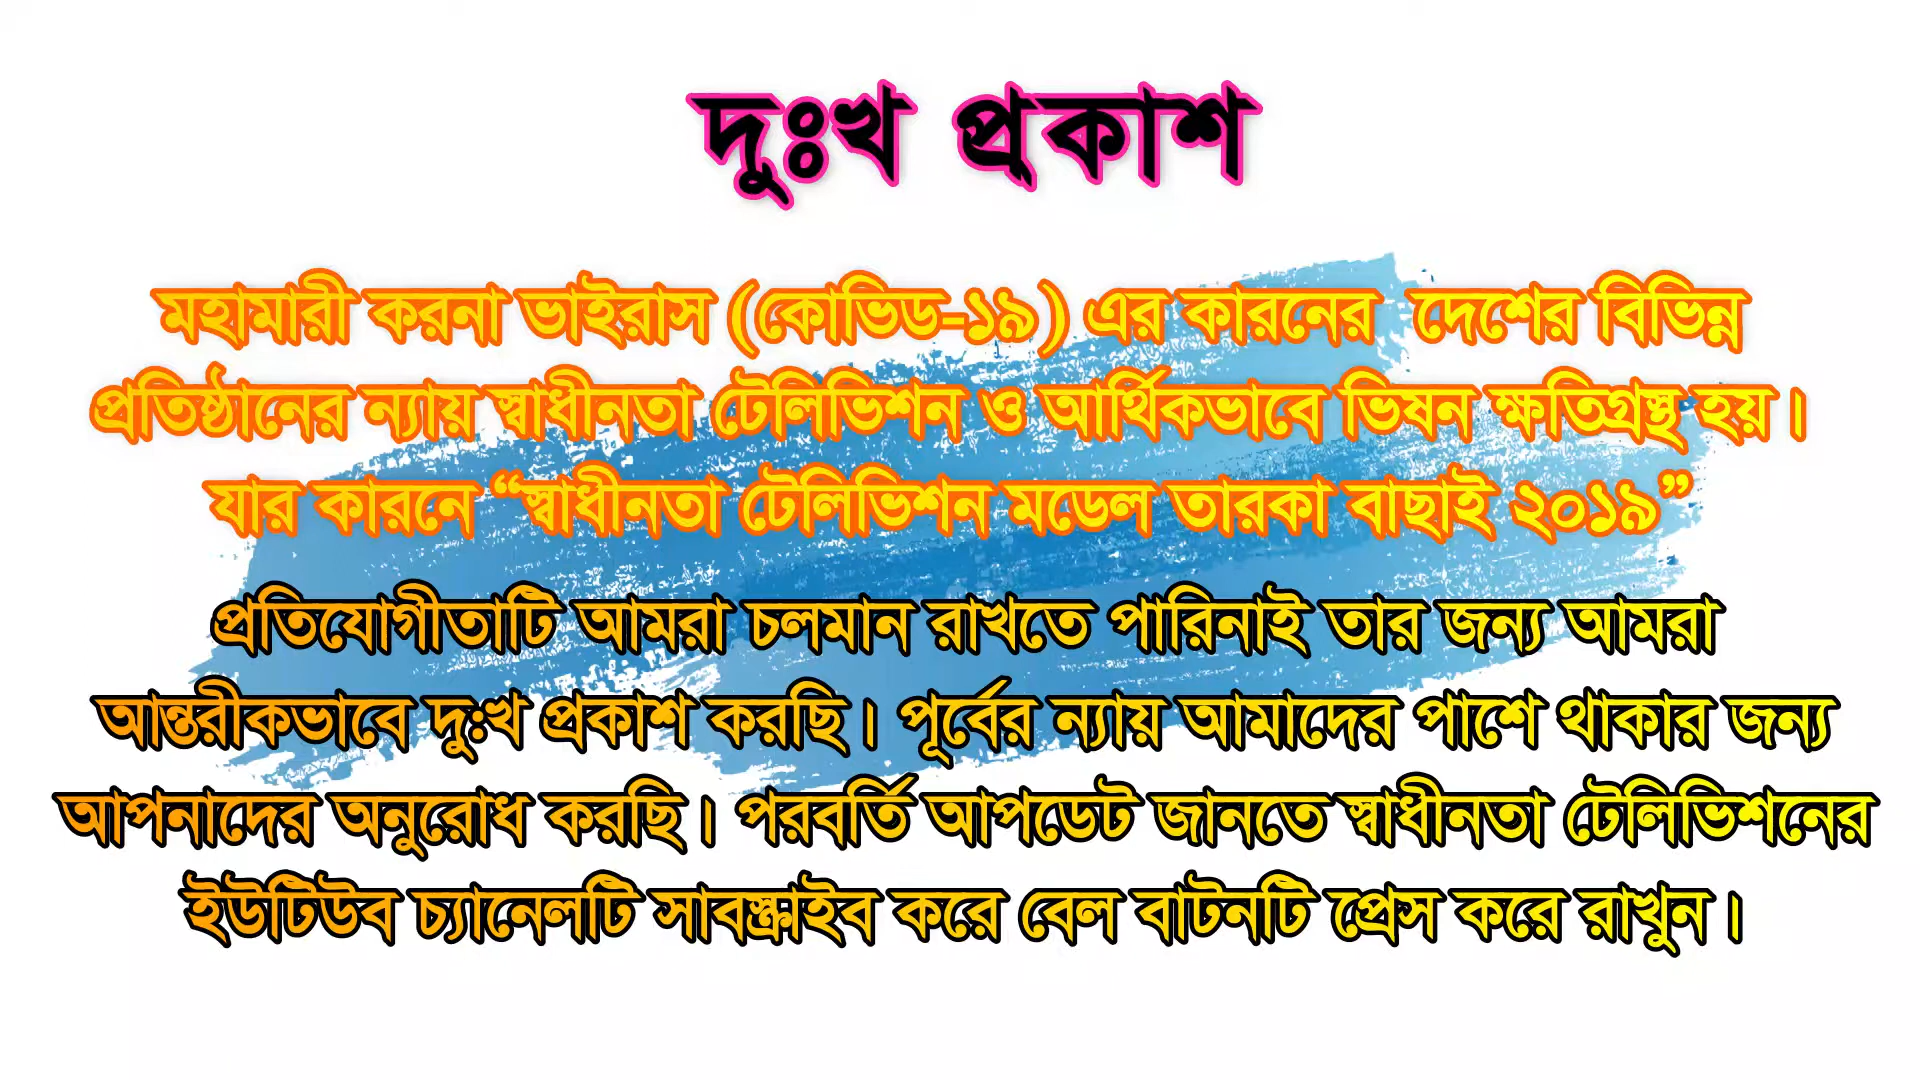 দুঃখ প্রকাশ
মহামারী করনা ভাইরাস (কোভিড-১৯) এর কারনের দেশের বিভিন্ন
প্রতিষ্ঠানের ন্যায় স্বাধীনতা টেলিভিশন ও আর্থিকভাবে ভিষন ক্ষতিগ্রস্থ হয়।
যার কারনে “স্বাধীনতা টেলিভিশন মডেল তারকা বাছাই ২০১৯”
প্রতিযোগীতাটি আমরা চলমান রাখতে পারিনাই তার জন্য আমরা
আন্তরীকভাবে দুঃখ প্রকাশ করছি। পূর্বের ন্যায় আমাদের পাশে থাকার জন্য
আপনাদের অনুরোধ করছি। পরবর্তি আপডেট জানতে স্বাধীনতা টেলিভিশনের
ইউটিউব চ্যানেলটি সাবস্ক্রাইব করে বেল বাটনটি প্রেস করে রাখুন।